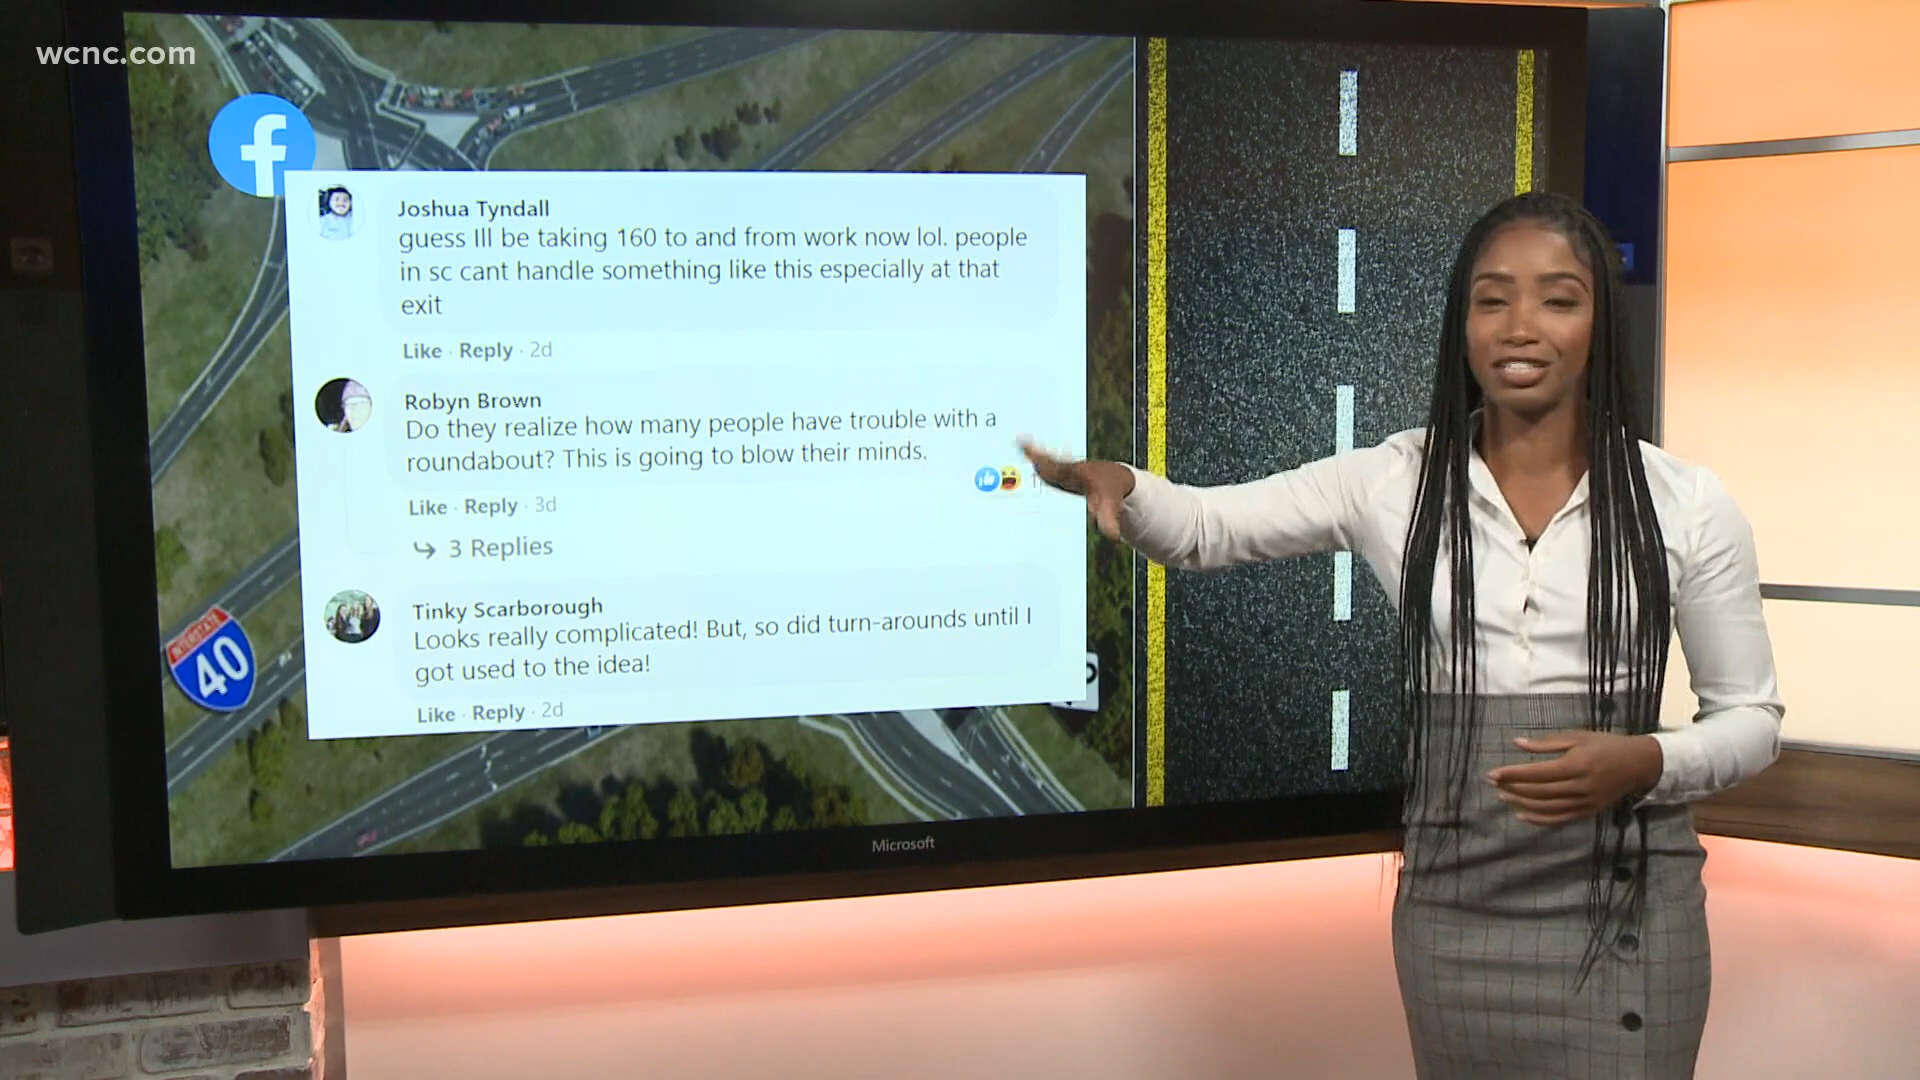 wcnc.com
f
Joshua Tyndall
guess Ill be taking 160 to and from work now lol. people
in sc cant handle something like this especially at that
exit
Like · Reply · 2d
Robyn Brown
Do they realize how many people have trouble with a
roundabout? This is going to blow their minds.
Like · Reply · 3d
3 Replies
Tinky Scarborough
Looks really complicated! But, so did turn-arounds until I
got used to the idea!
Like · Reply · 2d
INTERSTATE
40
Microsoft